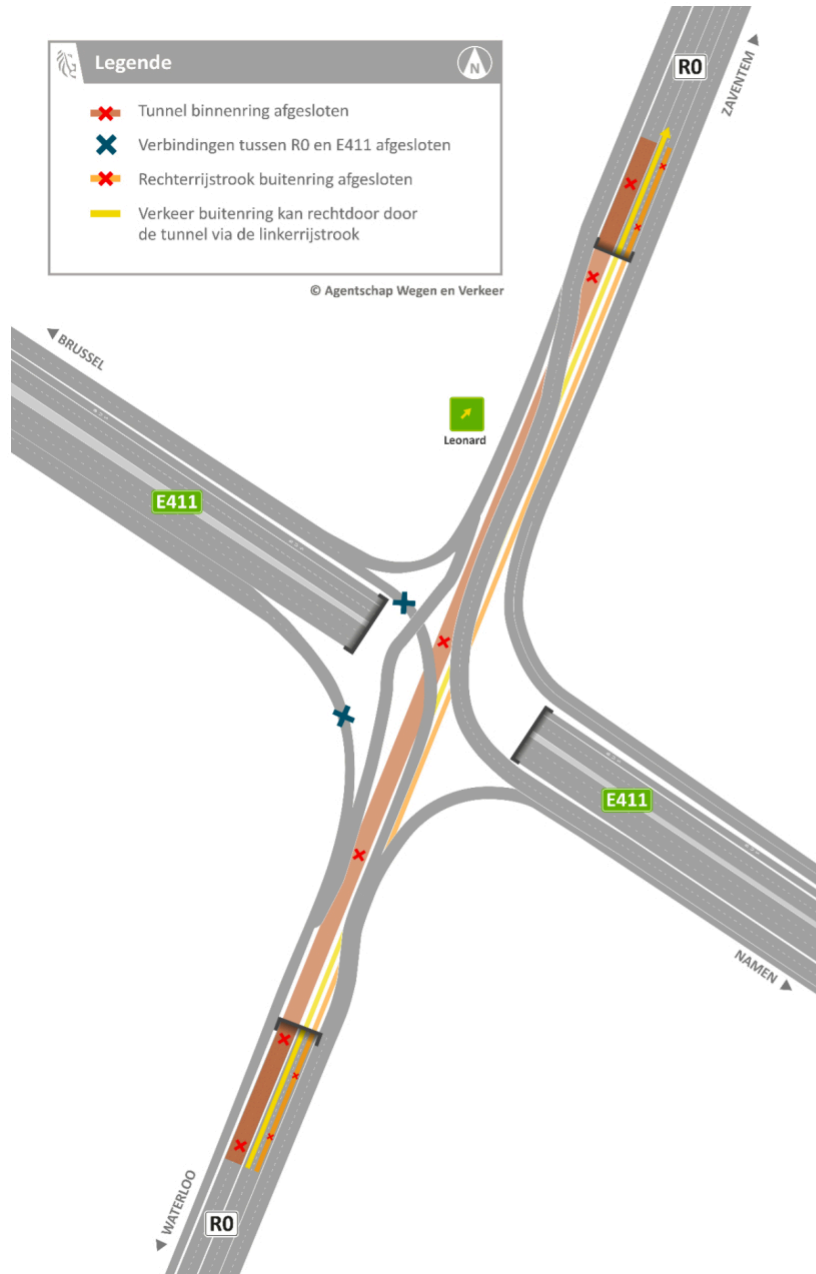 Legende
N
Tunnel binnenring afgesloten
Verbindingen tussen R0 en E411 afgesloten
Rechterrijstrook buitenring afgesloten
Verkeer buitenring kan rechtdoor door
de tunnel via de linkerrijstrook
© Agentschap Wegen en Verkeer
R0
ZAVENTEM
BRUSSEL
Leonard
E411
E411
NAMEN
WATERLOO
R0